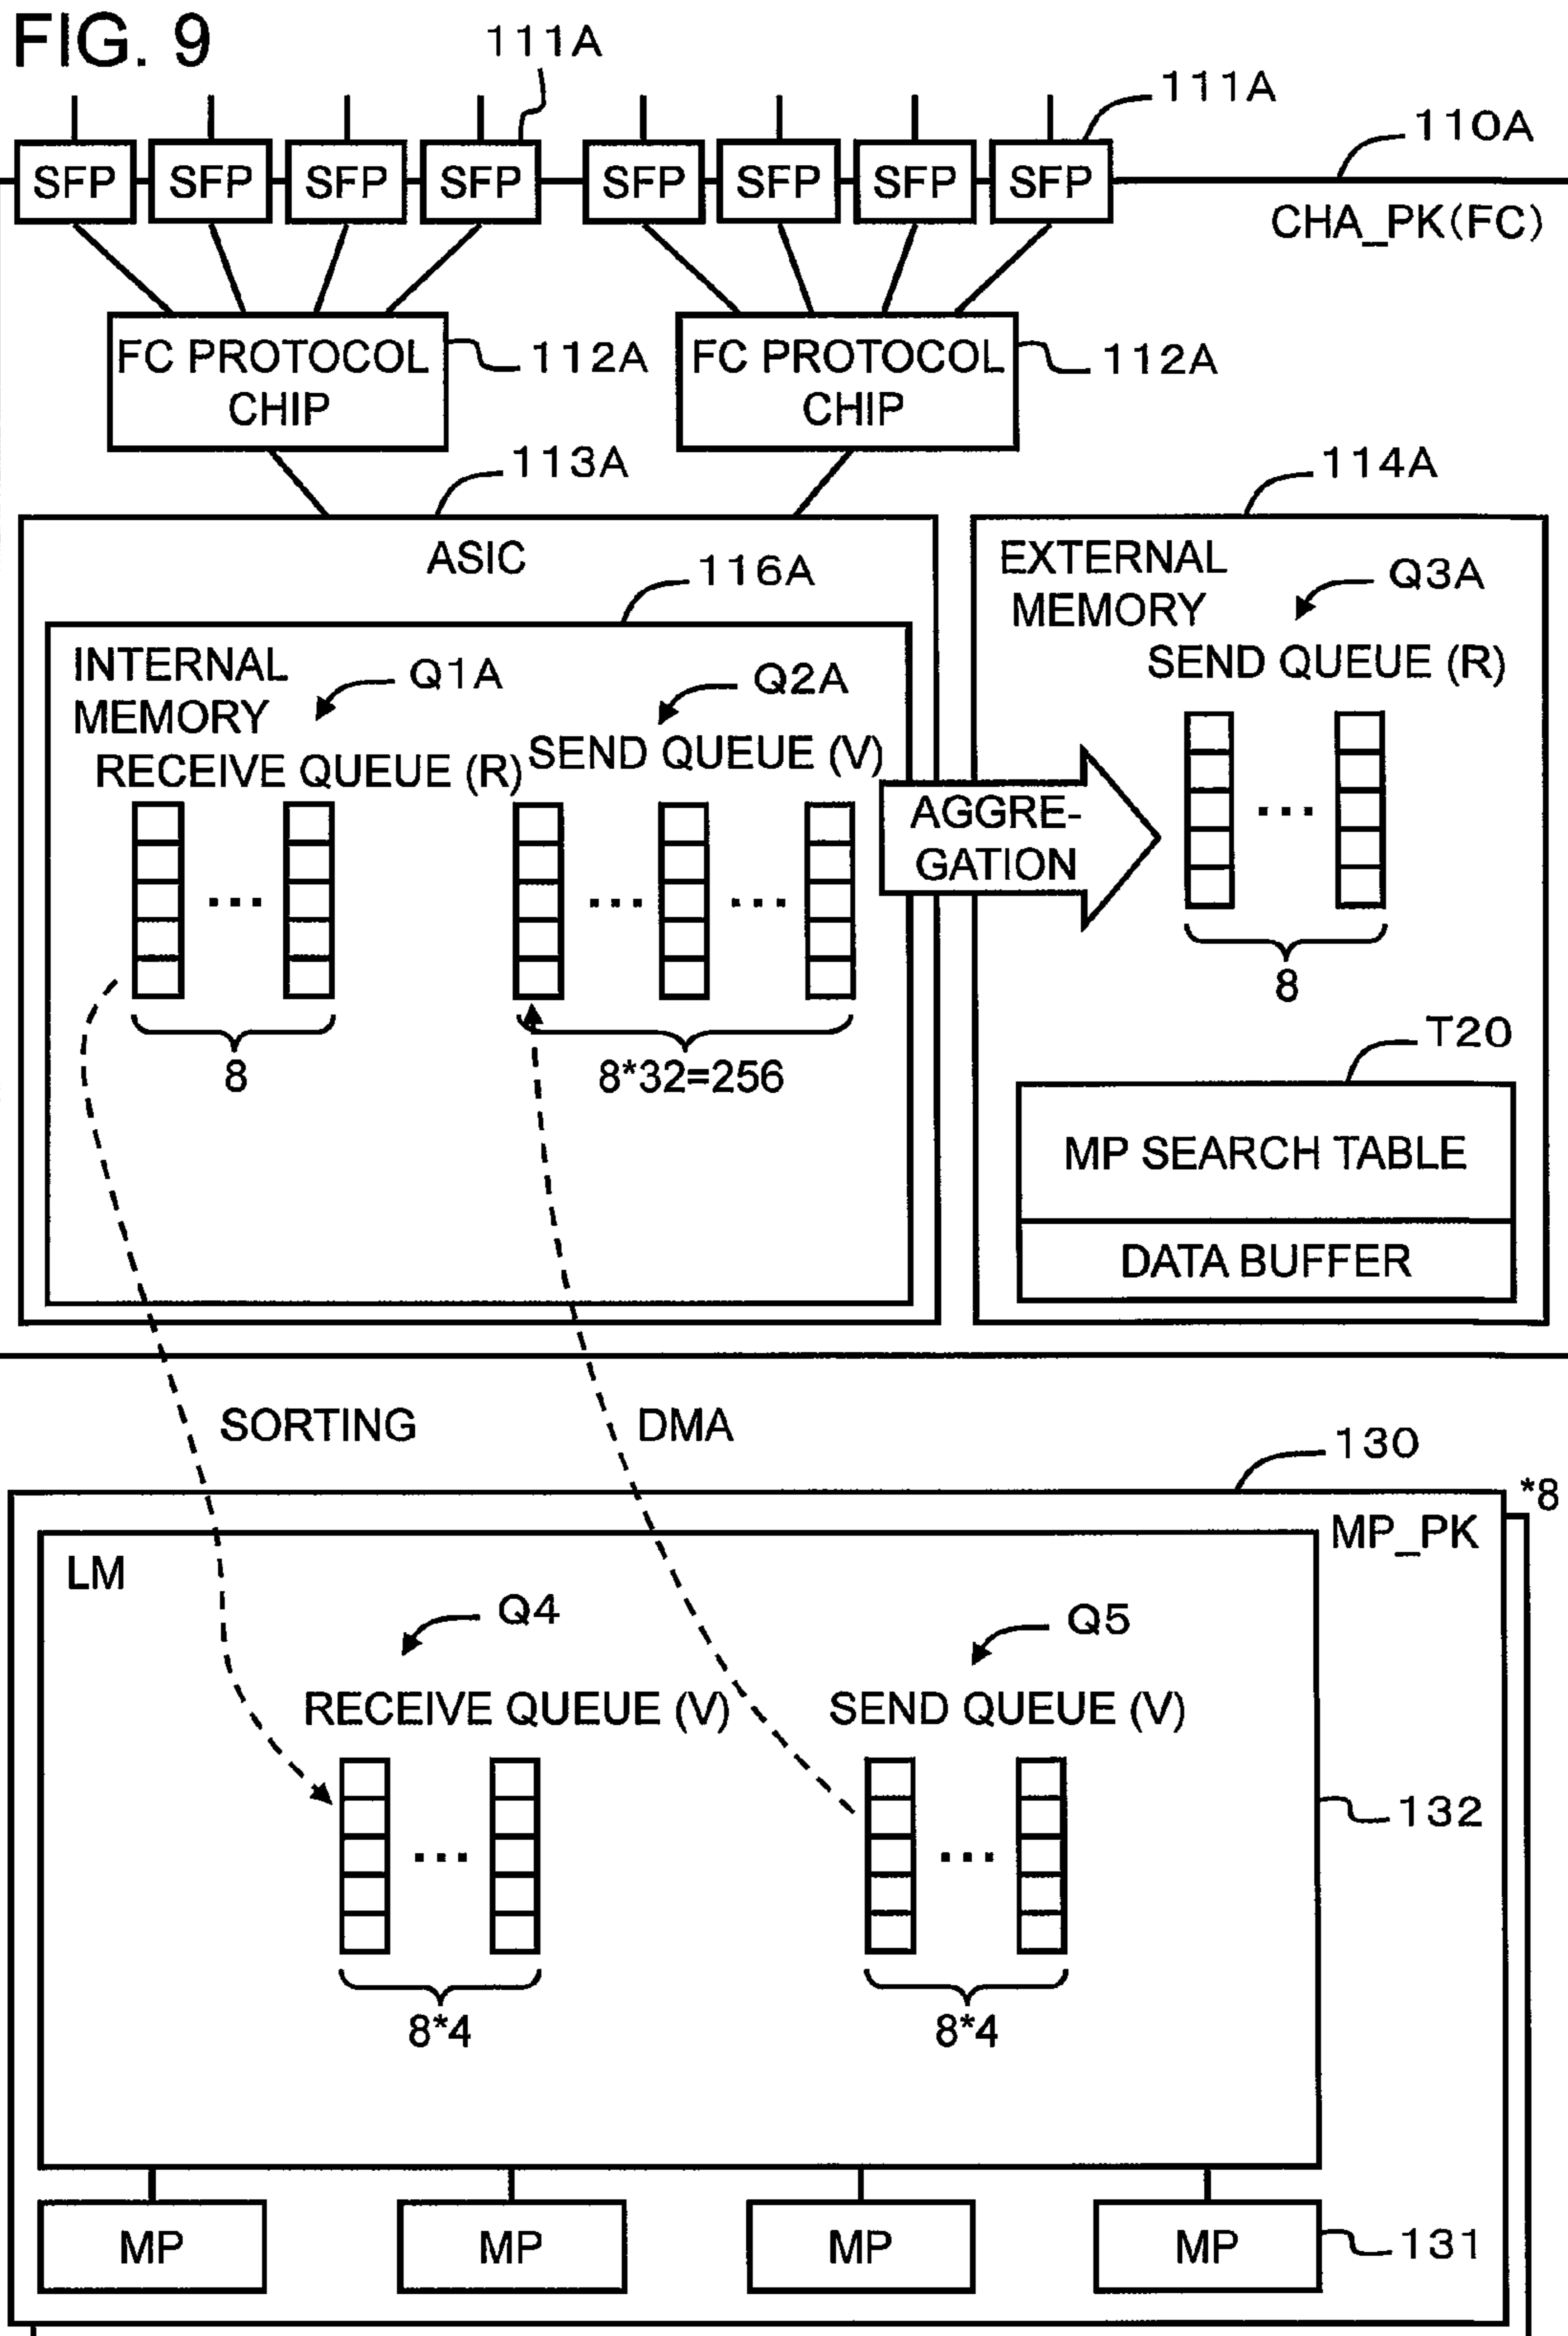 FIG. 9
111A
111A
110A
SFP SFP SFP SFP SFP SFP SFP SFP
CHA_PK(FC)
FC PROTOCOL
CHIP
112A
FC PROTOCOL
CHIP
112A
113A
114A
ASIC
116A
INTERNAL
MEMORY
Q1A
RECEIVE QUEUE (R)
Q2A
SEND QUEUE (V)
EXTERNAL
MEMORY
Q3A
SEND QUEUE (R)
AGGRE-
GATION
...
... ...
...
8
8*32=256
8
T20
MP SEARCH TABLE
DATA BUFFER
SORTING
DMA
130
*8
MP_PK
LM
Q4
RECEIVE QUEUE (V)
Q5
SEND QUEUE (V)
132
...
...
8*4
8*4
MP MP MP MP
131